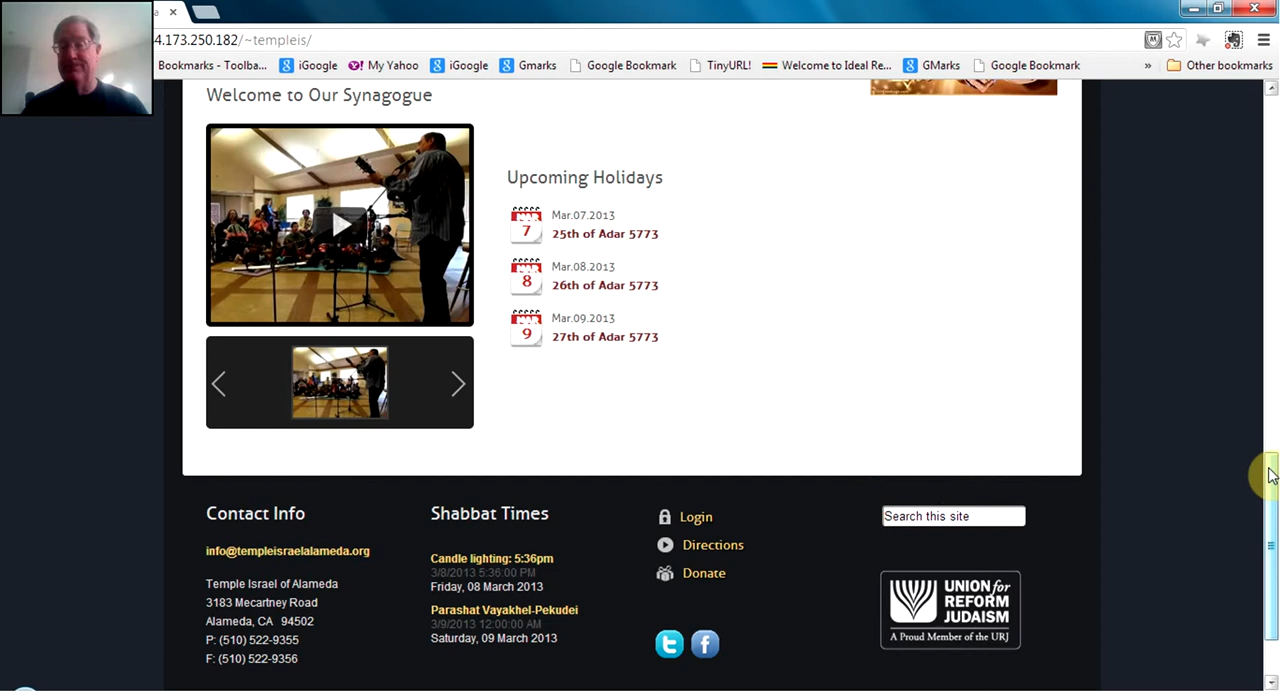 4.173.250.182/~templeis/
Bookmarks - Toolba...
iGoogle
My Yahoo
iGoogle
Gmarks
Google Bookmark
TinyURL!
Welcome to Ideal Re...
GMarks
Google Bookmark
»
Other bookmarks
Welcome to Our Synagogue
Upcoming Holidays
MAR
7
Mar.07.2013
25th of Adar 5773
MAR
8
Mar.08.2013
26th of Adar 5773
MAR
9
Mar.09.2013
27th of Adar 5773
Contact Info
info@templeisraelalameda.org
Temple Israel of Alameda
3183 Mecartney Road
Alameda, CA 94502
P: (510) 522-9355
F: (510) 522-9356
Shabbat Times
Candle lighting: 5:36pm
3/8/2013 5:36:00 PM
Friday, 08 March 2013
Parashat Vayakhel-Pekudei
3/9/2013 12:00:00 AM
Saturday, 09 March 2013
Login
Directions
Donate
Search this site
UNION for
REFORM
JUDAISM
A Proud Member of the URJ